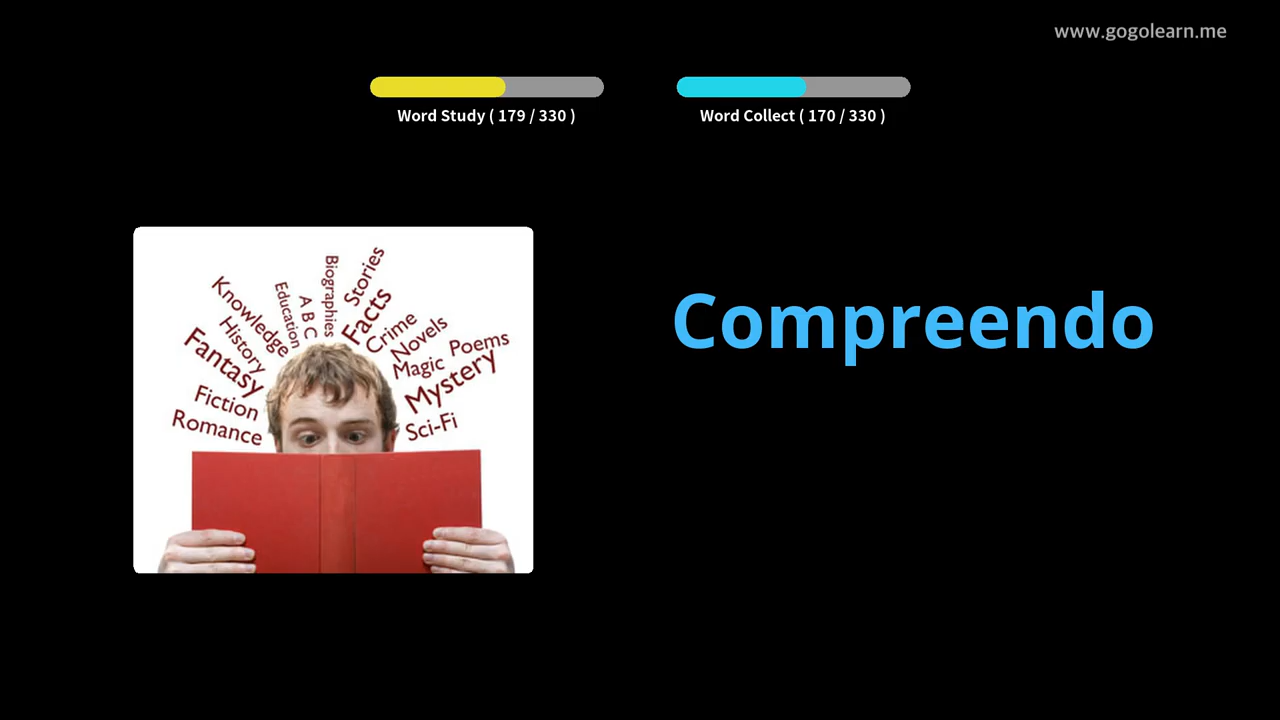 www.gogolearn.me
Word Study ( 179 / 330 )
Word Collect ( 170 / 330 )
Compreendo
Knowledge
Education
A B C
Biographies
Stories
Facts
Crime
Novels
Poems
Magic
Mystery
Sci-Fi
History
Fantasy
Fiction
Romance